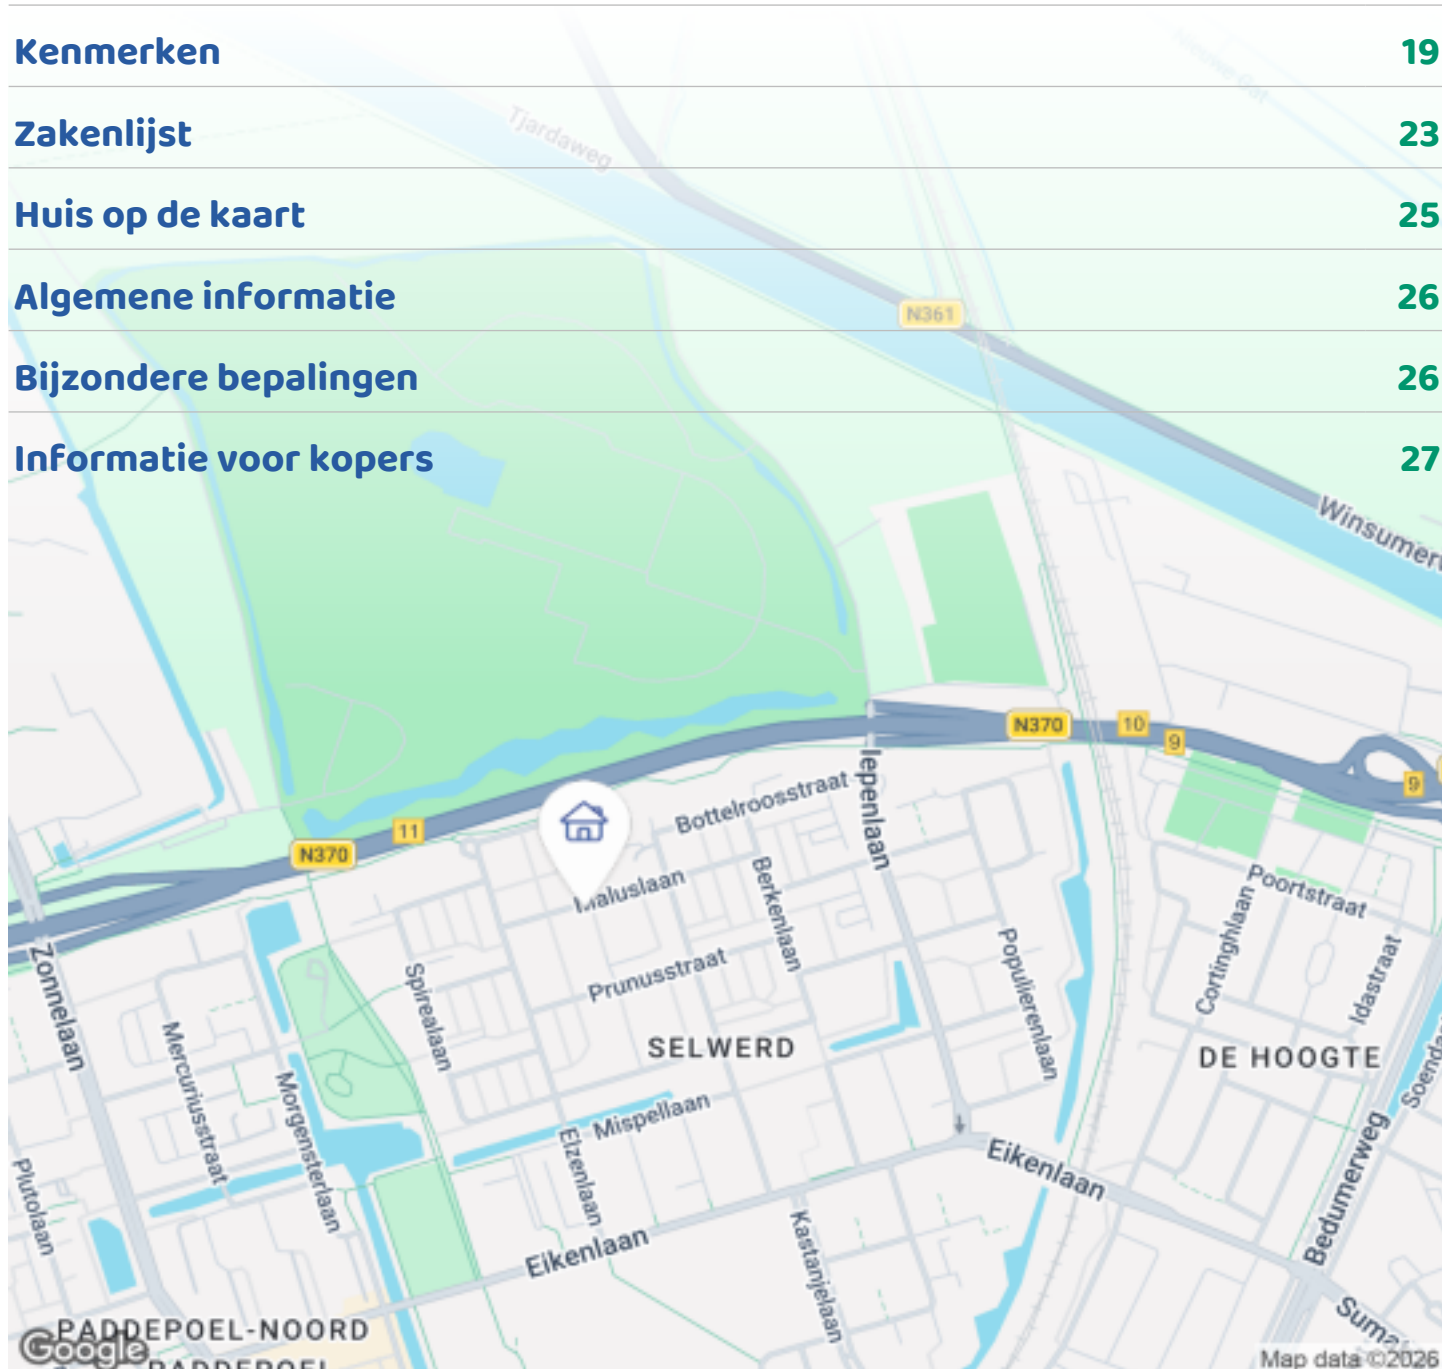 Kenmerken 19
Zakenlijst 23
Huis op de kaart 25
Algemene informatie 26
Bijzondere bepalingen 26
Informatie voor kopers 27
Tjardaweg
N361
N370
10
9
9
Iepenlaan
Bottelroosstraat
11
N370
Maluslaan
Berkenlaan
Poortstraat
Cortinghlaan
Idastraat
Zonnelaan
Spirealaan
Prunusstraat
Populierenlaan
SELWERD
DE HOOGTE
Mercuriusstraat
Morgensterlaan
Mispellaan
Elzenlaan
Eikenlaan
Bedumerweg
Plutolaan
Eikenlaan
Kastanjelaan
PADDEPOEL-NOORD
Google
Map data ©2026